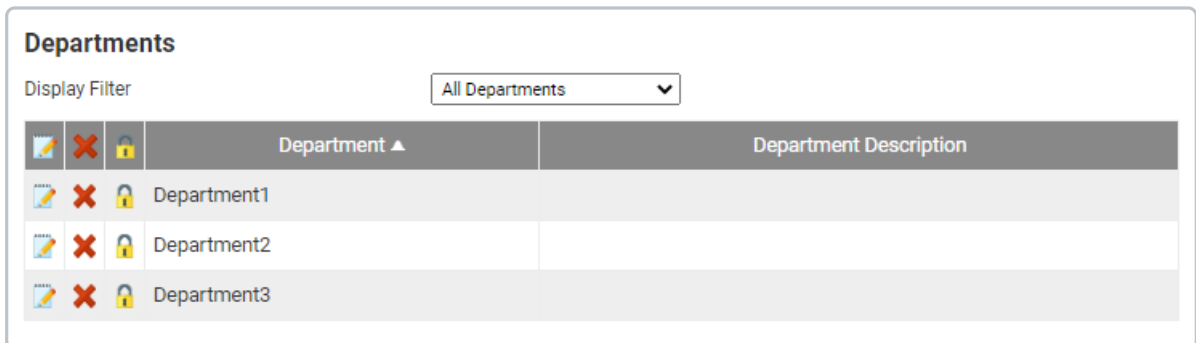 Departments
Display Filter All Departments
Department ▲ Department Description
Department1
Department2
Department3